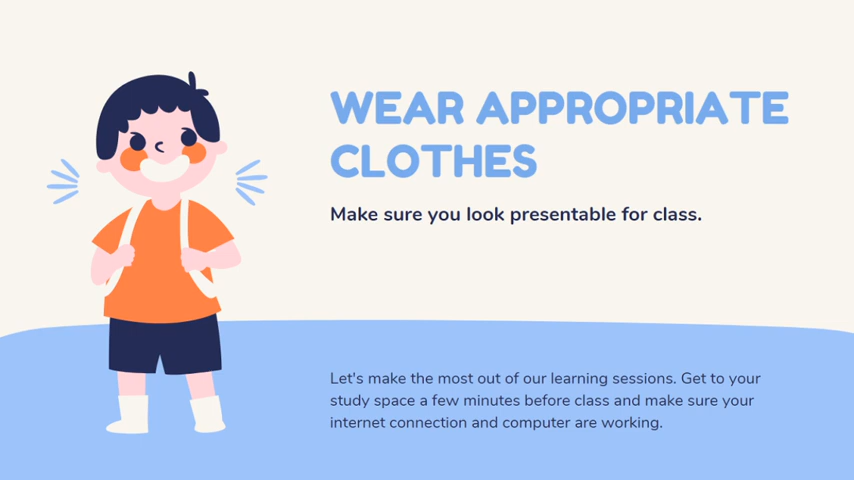 WEAR APPROPRIATE
CLOTHES
Make sure you look presentable for class.
Let's make the most out of our learning sessions. Get to your
study space a few minutes before class and make sure your
internet connection and computer are working.